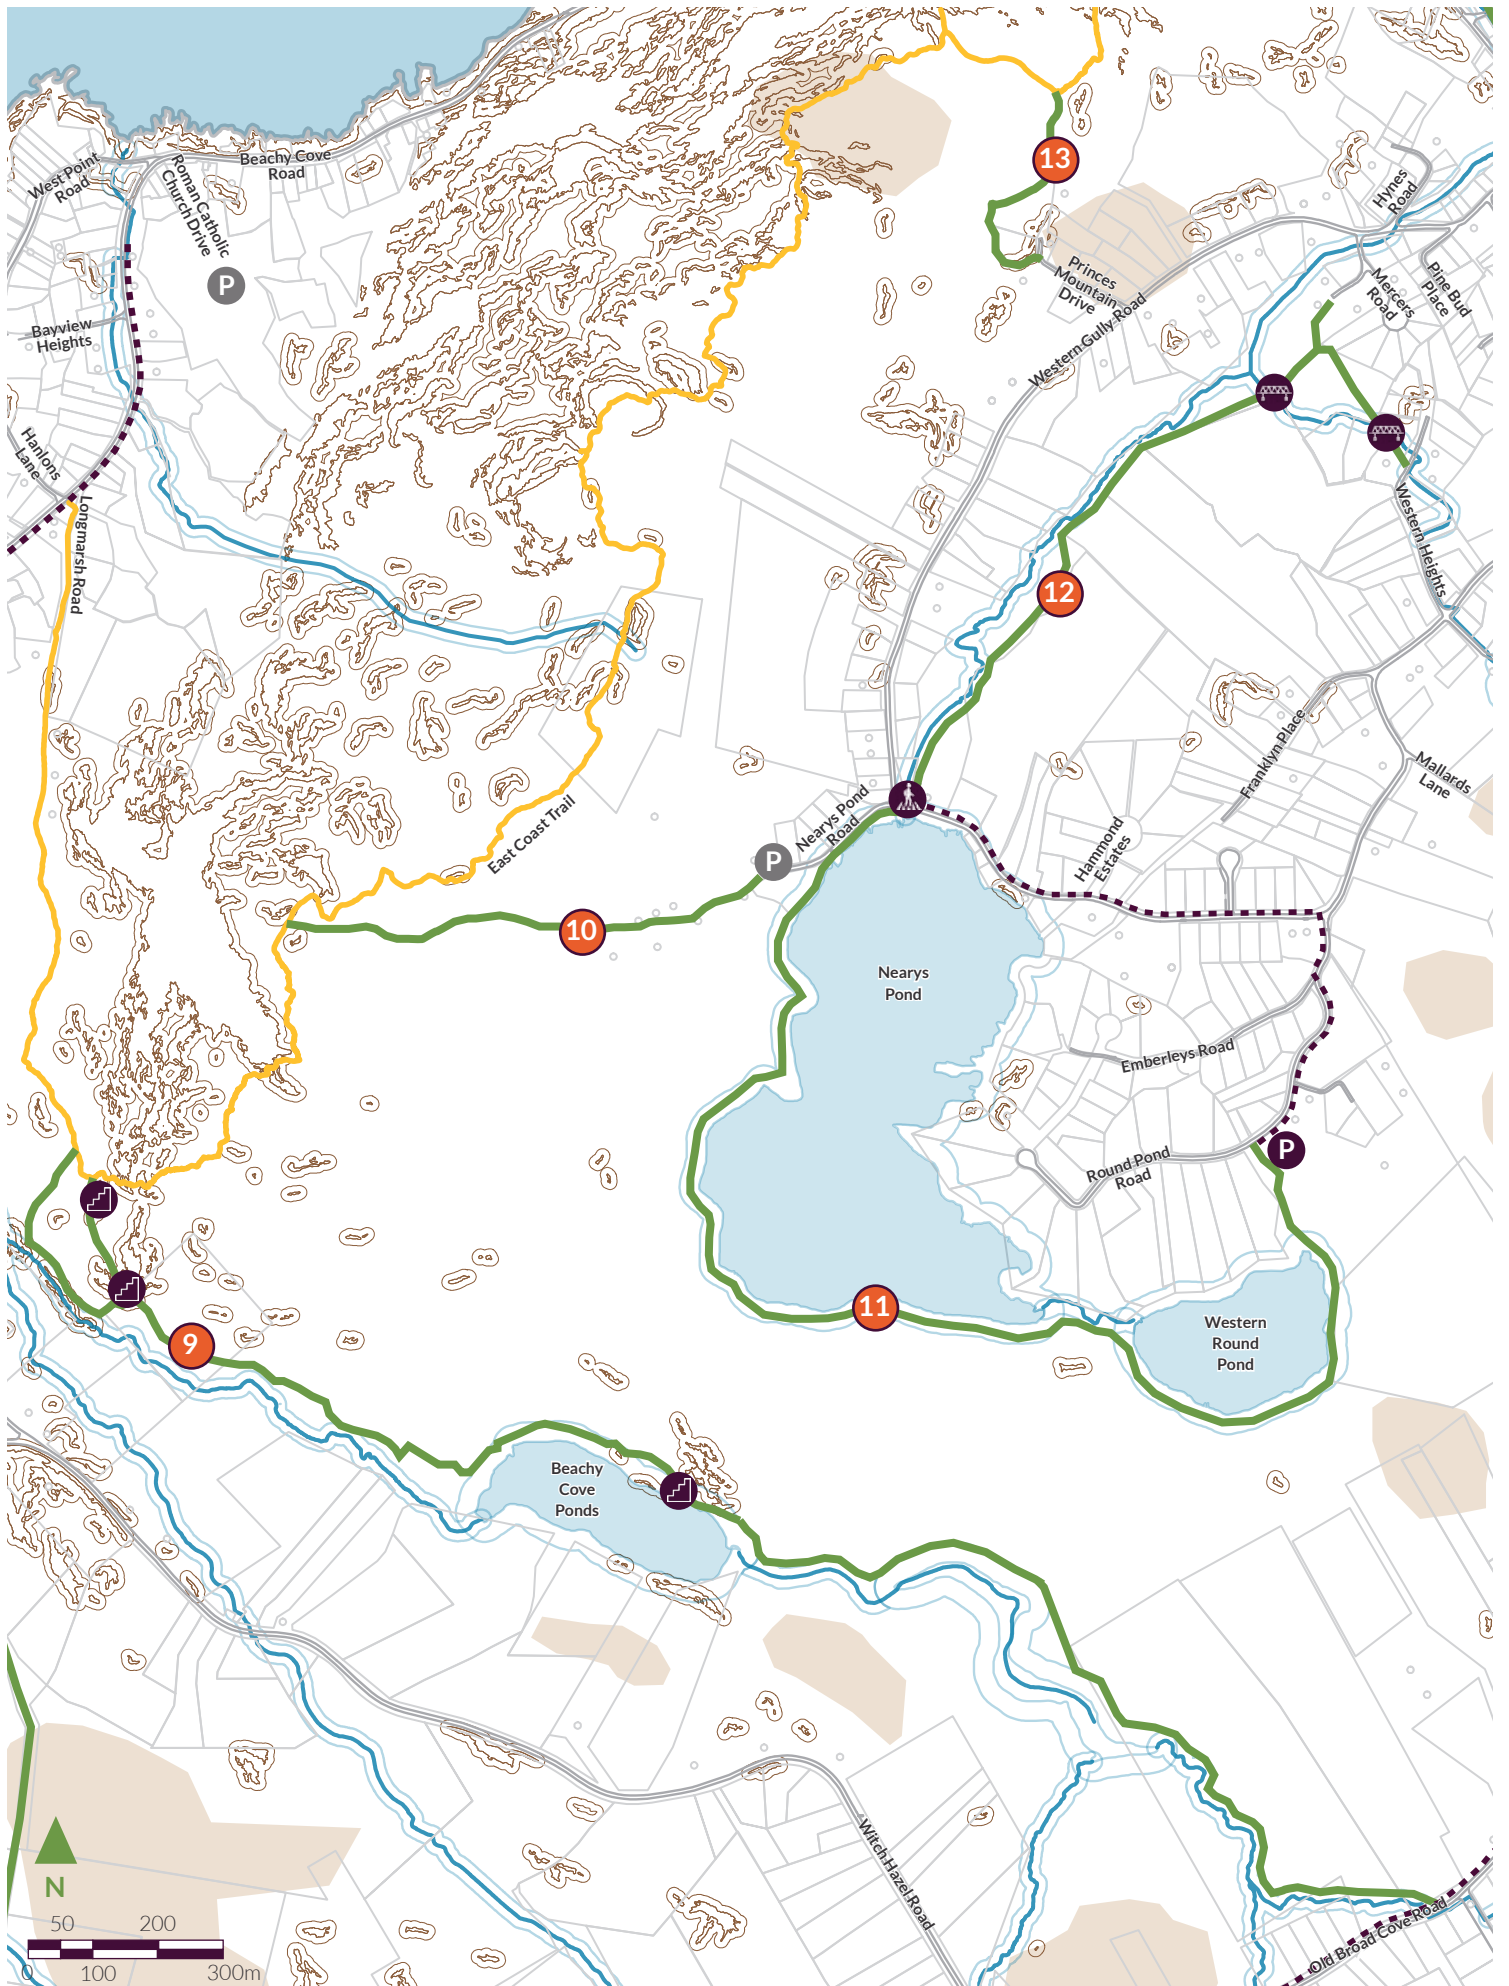 West Point
Road
Roman Catholic
Church Drive
Beachy Cove
Road
P
Bayview
Heights
Hanlons
Lane
Longmarsh Road
13
Princes
Mountain
Drive
Western Gully Road
Hynes
Road
Mercers
Road
Pine Bud
Place
Western Heights
12
Franklyn Place
Mallards
Lane
Hammond
Estates
Nearys Pond
Road
P
East Coast Trail
10
Nearys
Pond
Emberleys Road
Round Pond
Road
P
11
Western
Round
Pond
9
Beachy
Cove
Ponds
Witch Hazel Road
Old Broad Cove Road
N
50
200
0
100
300m